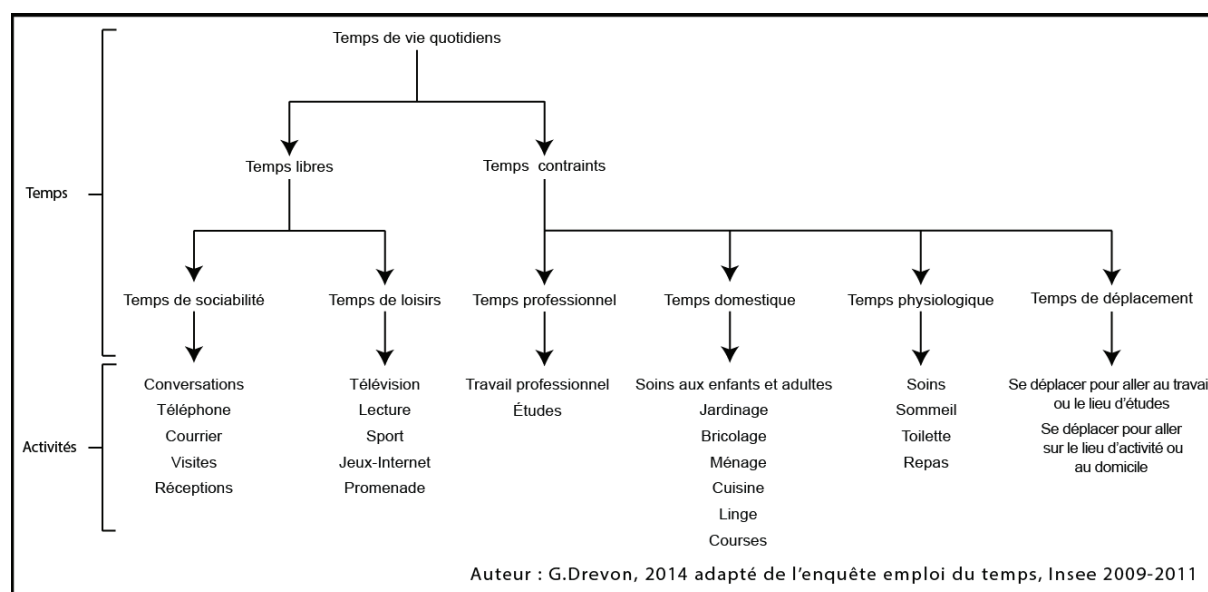 Temps de vie quotidiens
Temps libres
Temps contraints
Temps
Temps de sociabilité
Temps de loisirs
Temps professionnel
Temps domestique
Temps physiologique
Temps de déplacement
Activités
Conversations
Téléphone
Courrier
Visites
Réceptions
Télévision
Lecture
Sport
Jeux-Internet
Promenade
Travail professionnel
Études
Soins aux enfants et adultes
Jardinage
Bricolage
Ménage
Cuisine
Linge
Courses
Soins
Sommeil
Toilette
Repas
Se déplacer pour aller au travail
ou le lieu d’études
Se déplacer pour aller
sur le lieu d’activité ou
au domicile
Auteur : G.Drevon, 2014 adapté de l’enquête emploi du temps, Insee 2009-2011